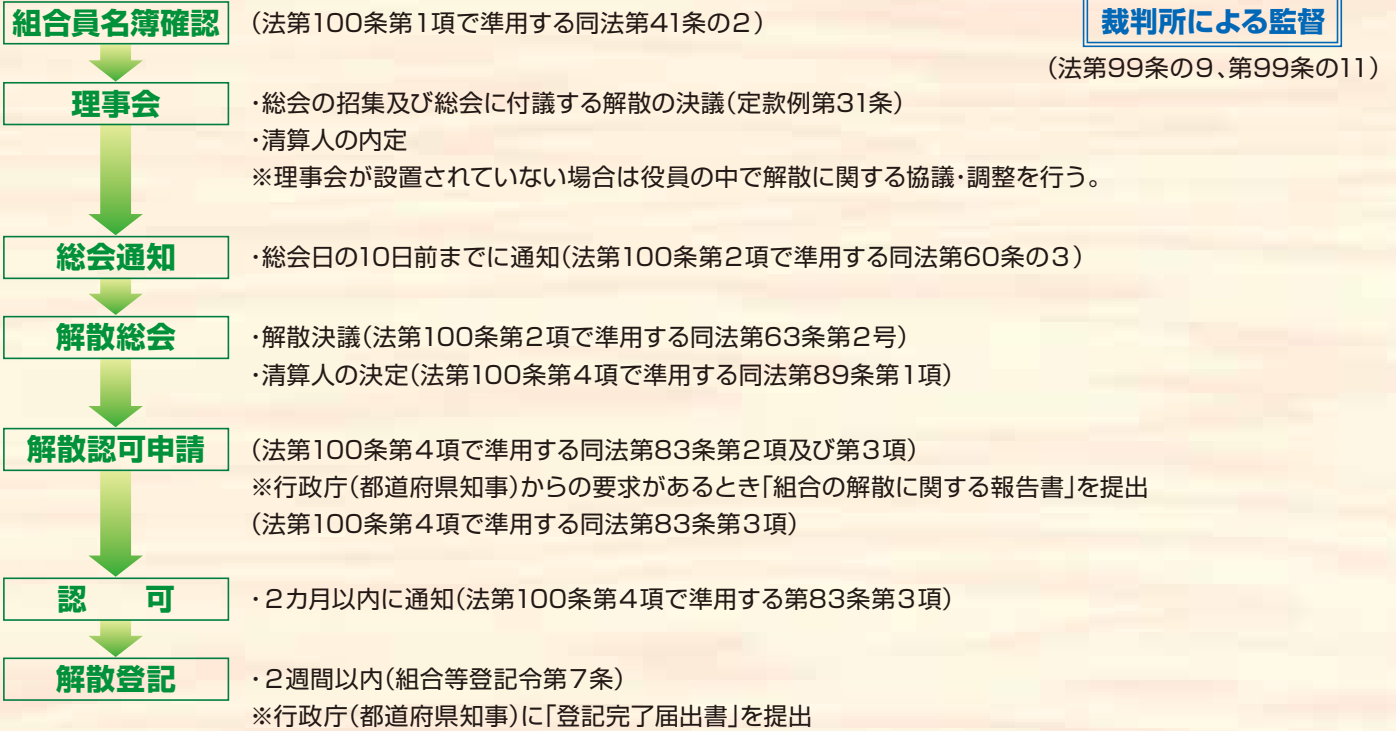 組合員名簿確認 (法第100条第1項で準用する同法第41条の2)
裁判所による監督
(法第99条の9、第99条の11)
理事会 ・総会の招集及び総会に付議する解散の決議(定款例第31条)
・清算人の内定
※理事会が設置されていない場合は役員の中で解散に関する協議・調整を行う。
総会通知 ・総会日の10日前までに通知(法第100条第2項で準用する同法第60条の3)
解散総会 ・解散決議(法第100条第2項で準用する同法第63条第2号)
・清算人の決定(法第100条第4項で準用する同法第89条第1項)
解散認可申請 (法第100条第4項で準用する同法第83条第2項及び第3項)
※行政庁(都道府県知事)からの要求があるとき「組合の解散に関する報告書」を提出
(法第100条第4項で準用する同法第83条第3項)
認　可 ・2カ月以内に通知(法第100条第4項で準用する第83条第3項)
解散登記 ・2週間以内(組合等登記令第7条)
※行政庁(都道府県知事)に「登記完了届出書」を提出